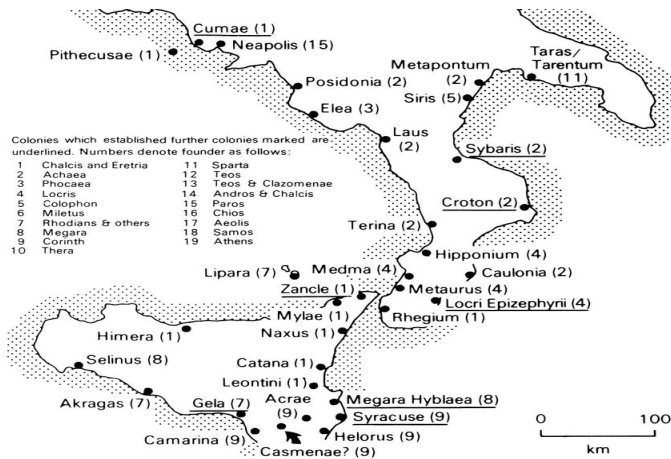 Cumae (1)
Neapolis (15)
Pithecusae (1)
Taras/
Tarentum
(11)
Metapontum
(2)
Posidonia (2)
Siris (5)
Elea (3)
Laus
(2)
Sybaris (2)
Colonies which established further colonies marked are
underlined. Numbers denote founder as follows:
1 Chalcis and Eretria
2 Achaea
3 Phocaea
4 Locris
5 Colophon
6 Miletus
7 Rhodians & others
8 Megara
9 Corinth
10 Thera
11 Sparta
12 Teos
13 Teos & Clazomenae
14 Andros & Chalcis
15 Paros
16 Chios
17 Aeolis
18 Samos
19 Athens
Croton (2)
Terina (2)
Hipponium (4)
Lipara (7)
Medma (4)
Caulonia (2)
Zancle (1)
Metaurus (4)
Locri Epizephyrii (4)
Mylae (1)
Rhegium (1)
Himera (1)
Naxus (1)
Selinus (8)
Catana (1)
Leontini (1)
Akragas (7)
Gela (7)
Acrae
(9)
Megara Hyblaea (8)
Syracuse (9)
Camarina (9)
Helorus (9)
Casmenae? (9)
0 100
km